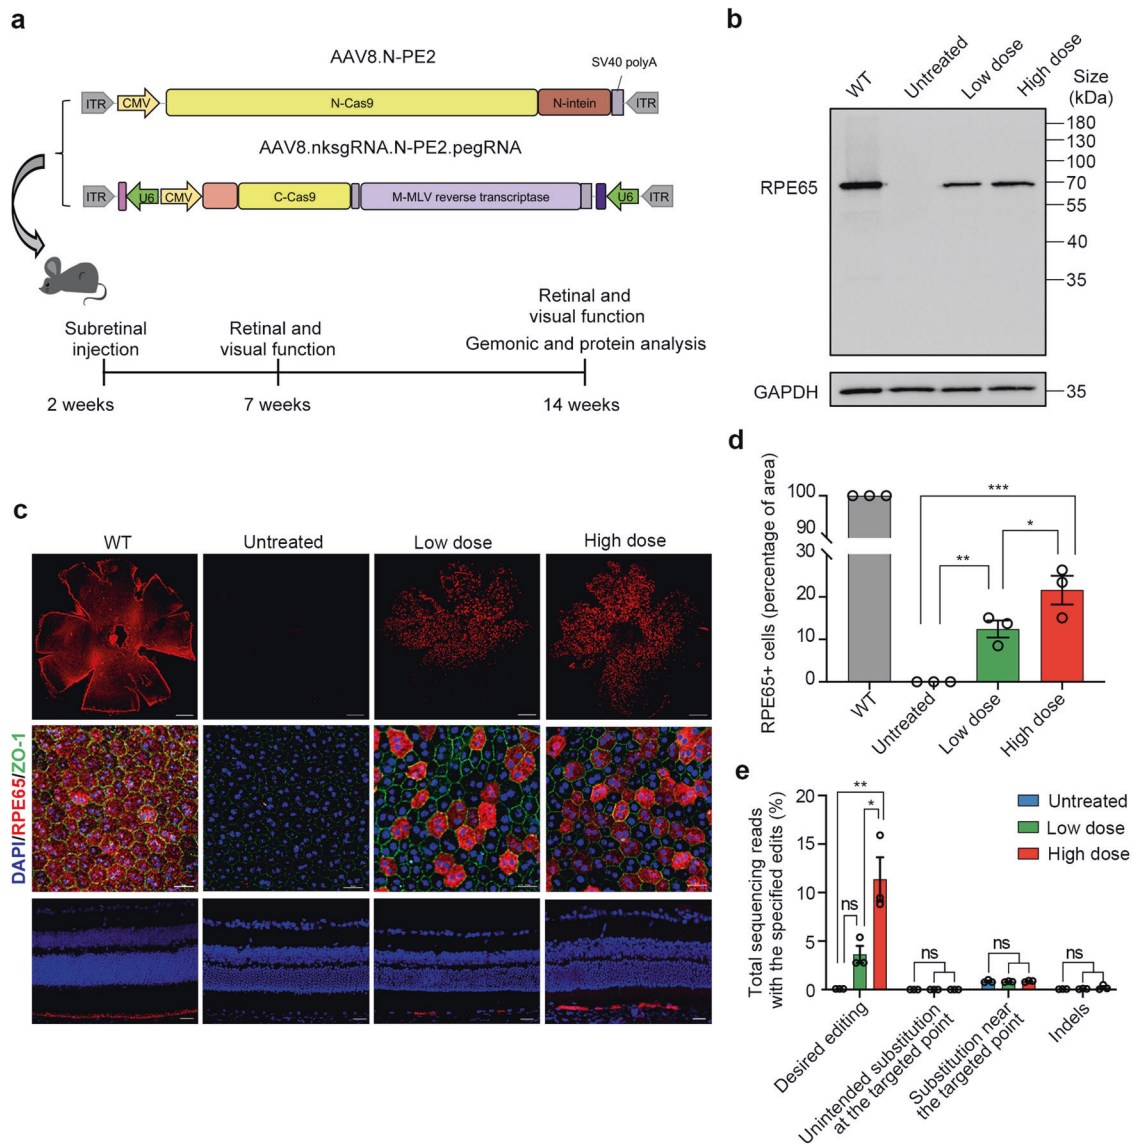 a
AAV8.N-PE2
SV40 polyA
ITR CMV N-Cas9 N-intein ITR
AAV8.nksgRNA.N-PE2.pegRNA
ITR U6 CMV C-Cas9 M-MLV reverse transcriptase U6 ITR
Subretinal
injection
Retinal and
visual function
Retinal and
visual function
Gemonic and protein analysis
2 weeks 7 weeks 14 weeks
b
WT Untreated Low dose High dose
Size
(kDa)
RPE65
180
130
100
70
55
40
35
GAPDH 35
c
WT Untreated Low dose High dose
DAPI/RPE65/ZO-1
d
RPE65+ cells (percentage of area)
100
90
30
20
10
0
***
**
*
WT Untreated Low dose High dose
e
Total sequencing reads
with the specified edits (%)
20
15
10
5
0
**
*
ns
ns
ns
ns
Untreated
Low dose
High dose
Desired editing
Unintended substitution
at the targeted point
Substitution near
the targeted point
Indels